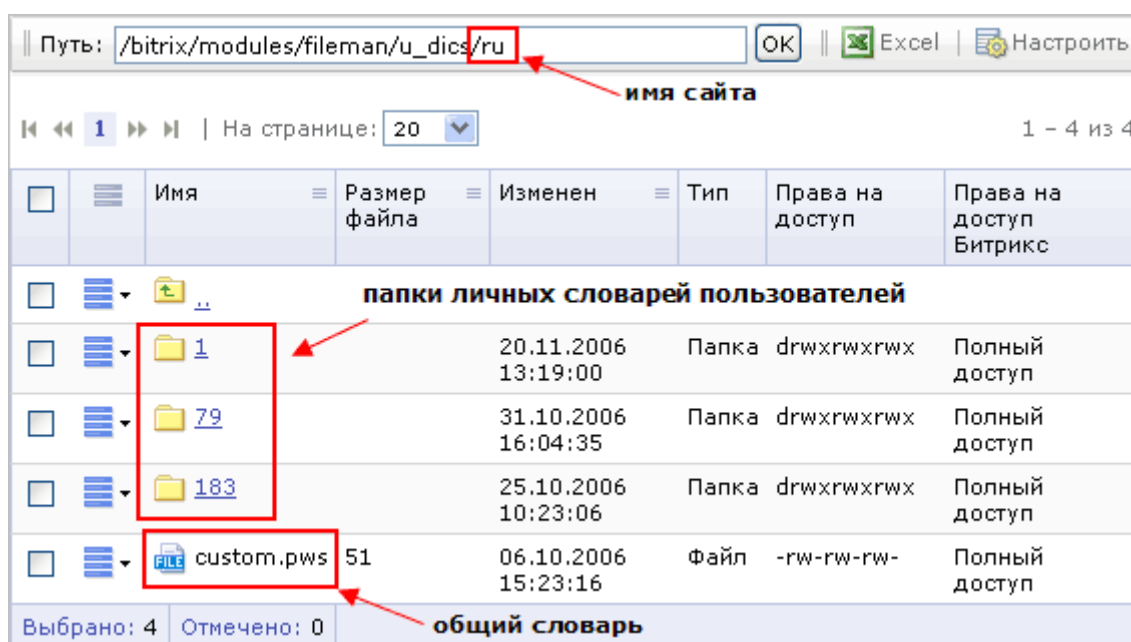 Путь: /bitrix/modules/fileman/u_dics/ru OK Excel Настроить
имя сайта
1 На странице: 20 1 - 4 из 4
Имя Размер файла Изменен Тип Права на доступ Права на доступ Битрикс
.. папки личных словарей пользователей
1 20.11.2006 13:19:00 Папка drwxrwxrwx Полный доступ
79 31.10.2006 16:04:35 Папка drwxrwxrwx Полный доступ
183 25.10.2006 10:23:06 Папка drwxrwxrwx Полный доступ
FILE custom.pws 51 06.10.2006 15:23:16 Файл -rw-rw-rw- Полный доступ
Выбрано: 4 Отмечено: 0 общий словарь